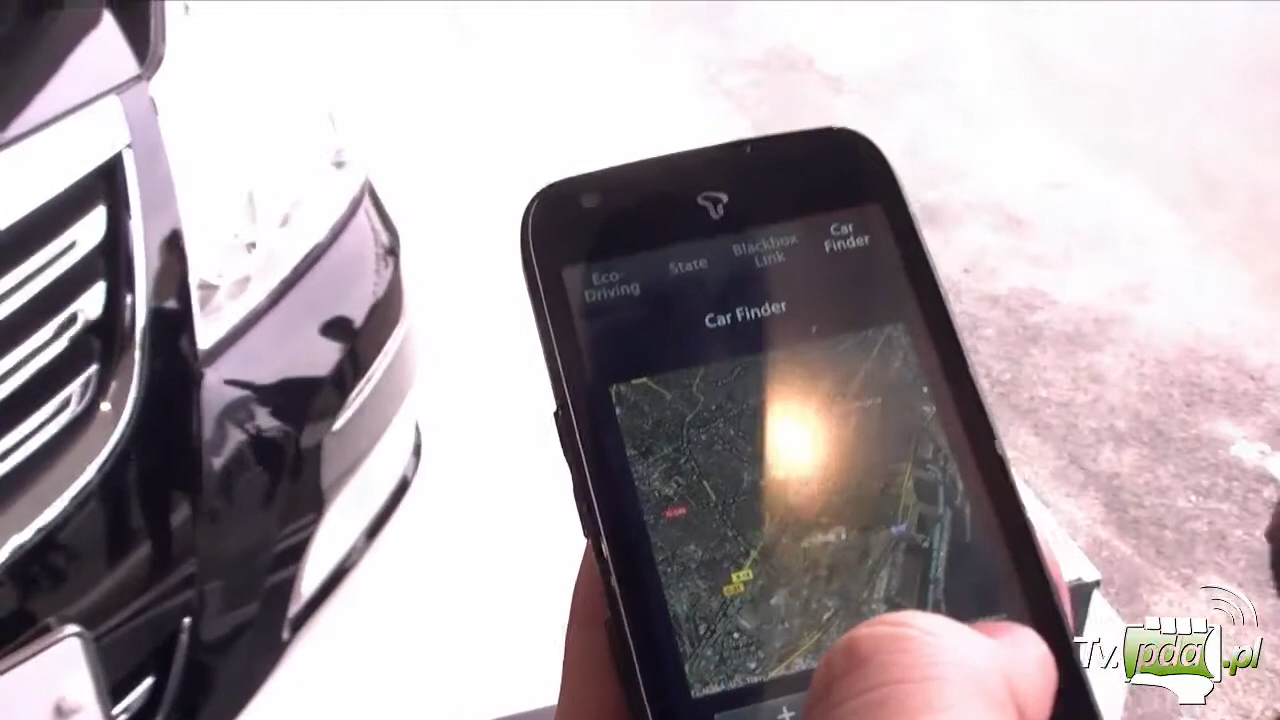 Eco-
Driving
State
Blackbox
Link
Car
Finder
Car Finder
+
Tv.pda.pl